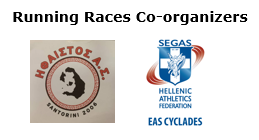 Running Races Co-organizers
ΗΦΑΙΣΤΟΣ Α.Σ.
SANTORINI 2006
SEGAS
HELLENIC
ATHLETICS
FEDERATION
EAS CYCLADES